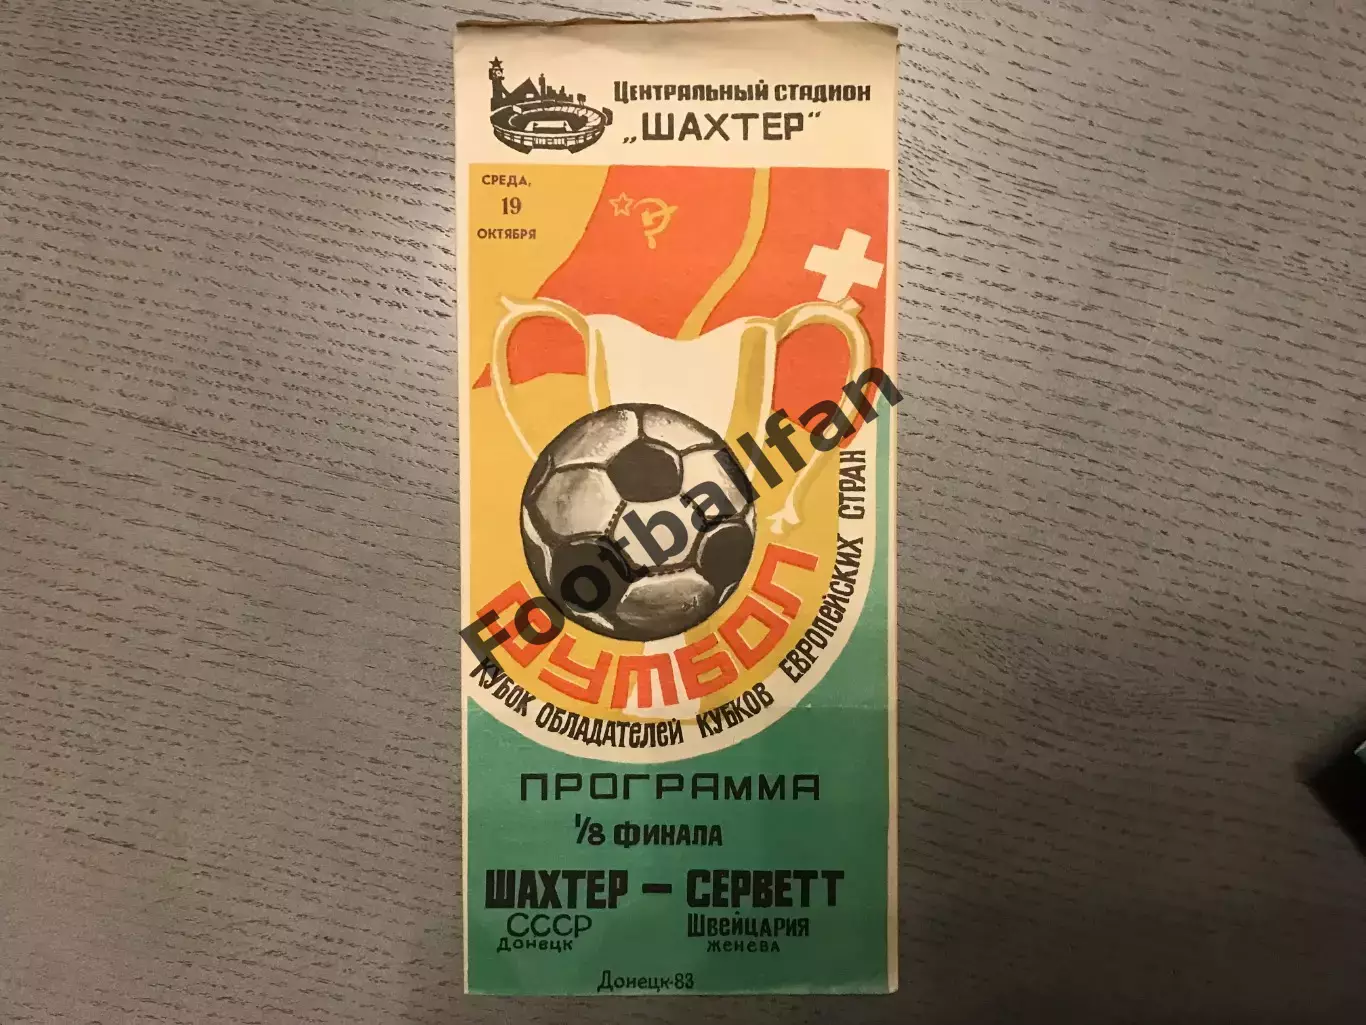 Центральный стадион
„ШАХТЕР"
СРЕДА,
19
ОКТЯБРЯ
ФУТБОЛ
КУБОК ОБЛАДАТЕЛЕЙ КУБКОВ ЕВРОПЕЙСКИХ СТРАН
Footballfan
ПРОГРАММА
1/8 ФИНАЛА
ШАХТЕР — СЕРВЕТТ
СССР Швейцария
Донецк Женева
Донецк-83